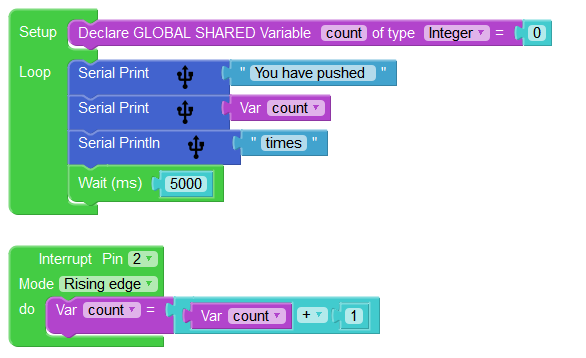 Setup Declare GLOBAL SHARED Variable count of type Integer = 0
Loop Serial Print " You have pushed "
Serial Print Var count
Serial Println " times "
Wait (ms) 5000
Interrupt Pin 2
Mode Rising edge
do Var count = Var count + 1